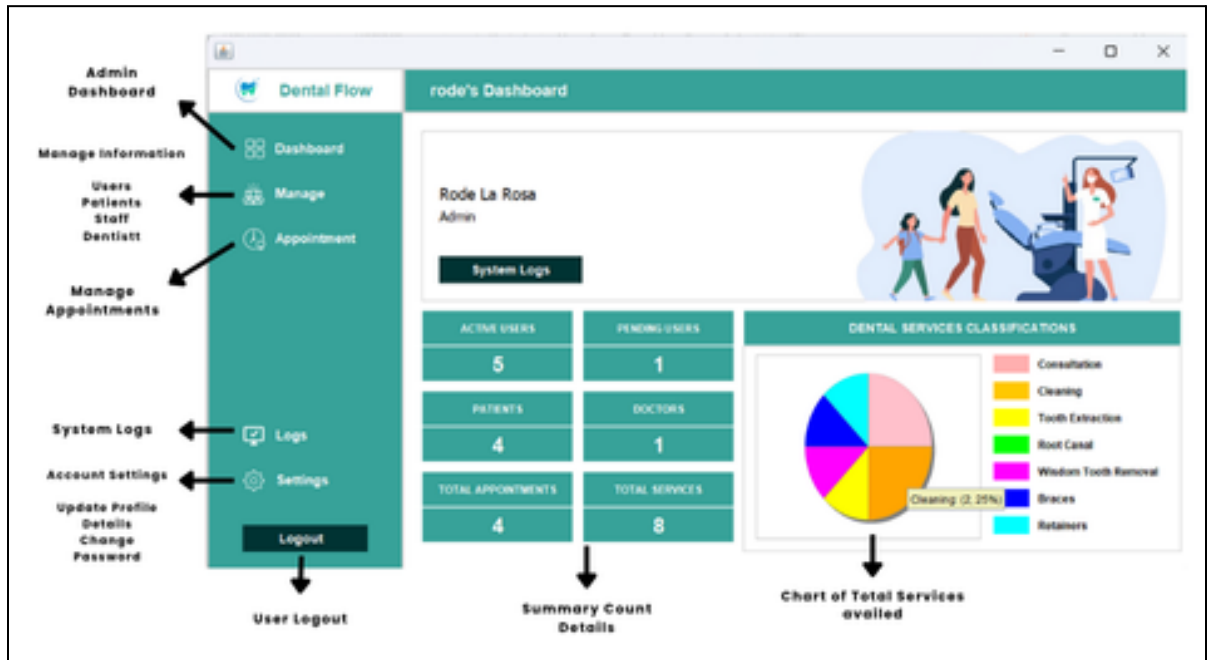 Admin
Dashboard
Manage Information
Users
Patients
Staff
Dentistt
Manage
Appointments
System Logs
Account Settings
Update Profile
Details
Change
Password
Dental Flow
Dashboard
Manage
Appointment
Logs
Settings
Logout
User Logout
rode's Dashboard
Rode La Rosa
Admin
System Logs
ACTIVE USERS
5
PENDING USERS
1
PATIENTS
4
DOCTORS
1
TOTAL APPOINTMENTS
4
TOTAL SERVICES
8
Summary Count
Details
DENTAL SERVICES CLASSIFICATIONS
Cleaning: (2, 25%)
Consultation
Cleaning
Tooth Extraction
Root Canal
Wisdom Tooth Removal
Braces
Retainers
Chart of Total Services
availed